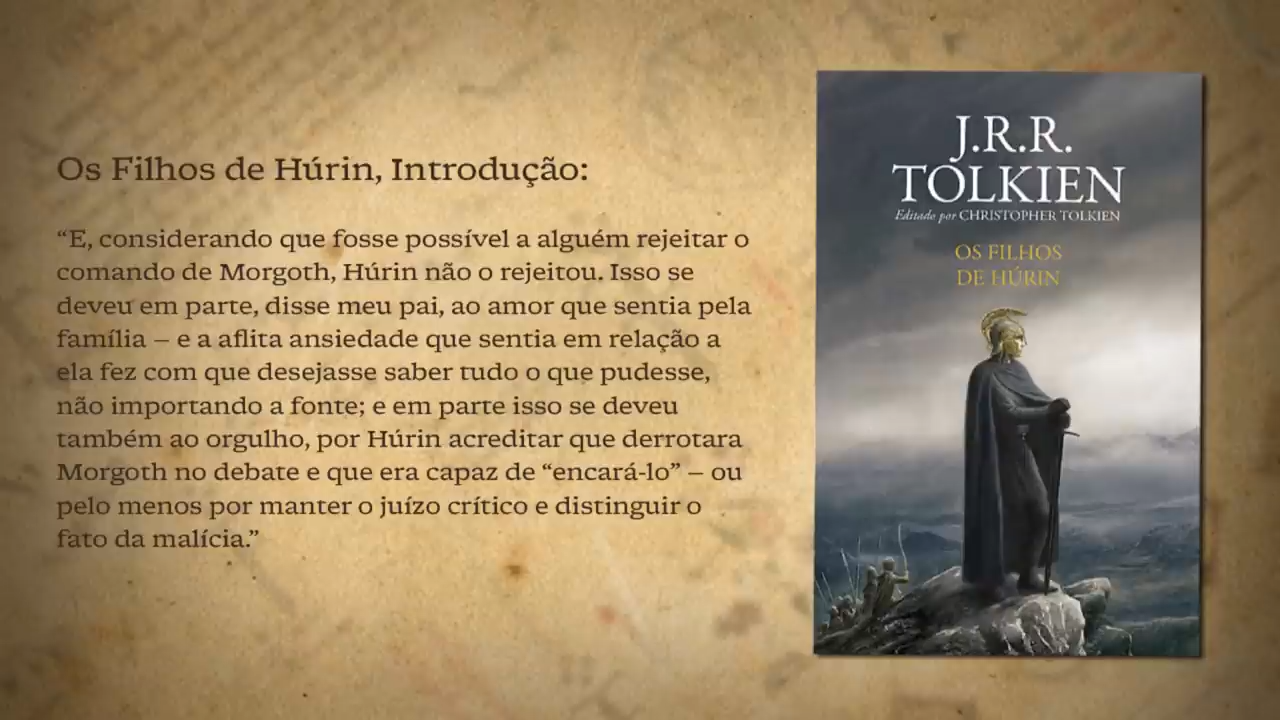 Os Filhos de Húrin, Introdução:
“E, considerando que fosse possível a alguém rejeitar o
comando de Morgoth, Húrin não o rejeitou. Isso se
deveu em parte, disse meu pai, ao amor que sentia pela
família – e a aflita ansiedade que sentia em relação a
ela fez com que desejasse saber tudo o que pudesse,
não importando a fonte; e em parte isso se deveu
também ao orgulho, por Húrin acreditar que derrotara
Morgoth no debate e que era capaz de “encará-lo” – ou
pelo menos por manter o juízo crítico e distinguir o
fato da malícia.”
J.R.R.
TOLKIEN
Editado por CHRISTOPHER TOLKIEN
OS FILHOS
DE HÚRIN